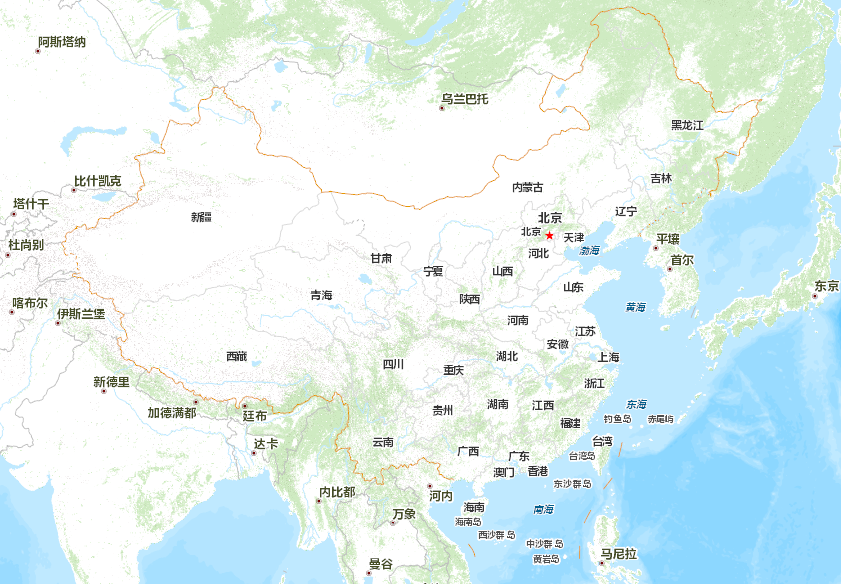 阿斯塔纳
乌兰巴托
黑龙江
比什凯克
吉林
内蒙古
塔什干
辽宁
新疆
北京
北京
天津
平壤
杜尚别
渤海
河北
甘肃
首尔
宁夏
山西
东京
青海
山东
喀布尔
陕西
黄海
伊斯兰堡
河南
江苏
安徽
西藏
湖北
上海
四川
重庆
新德里
浙江
加德满都
廷布
贵州
湖南
江西
东海
钓鱼岛
赤尾屿
福建
达卡
云南
台湾
广西
广东
台湾岛
澳门
香港
东沙群岛
内比都
河内
海南
南海
万象
海南岛
西沙群岛
中沙群岛
马尼拉
黄岩岛
曼谷